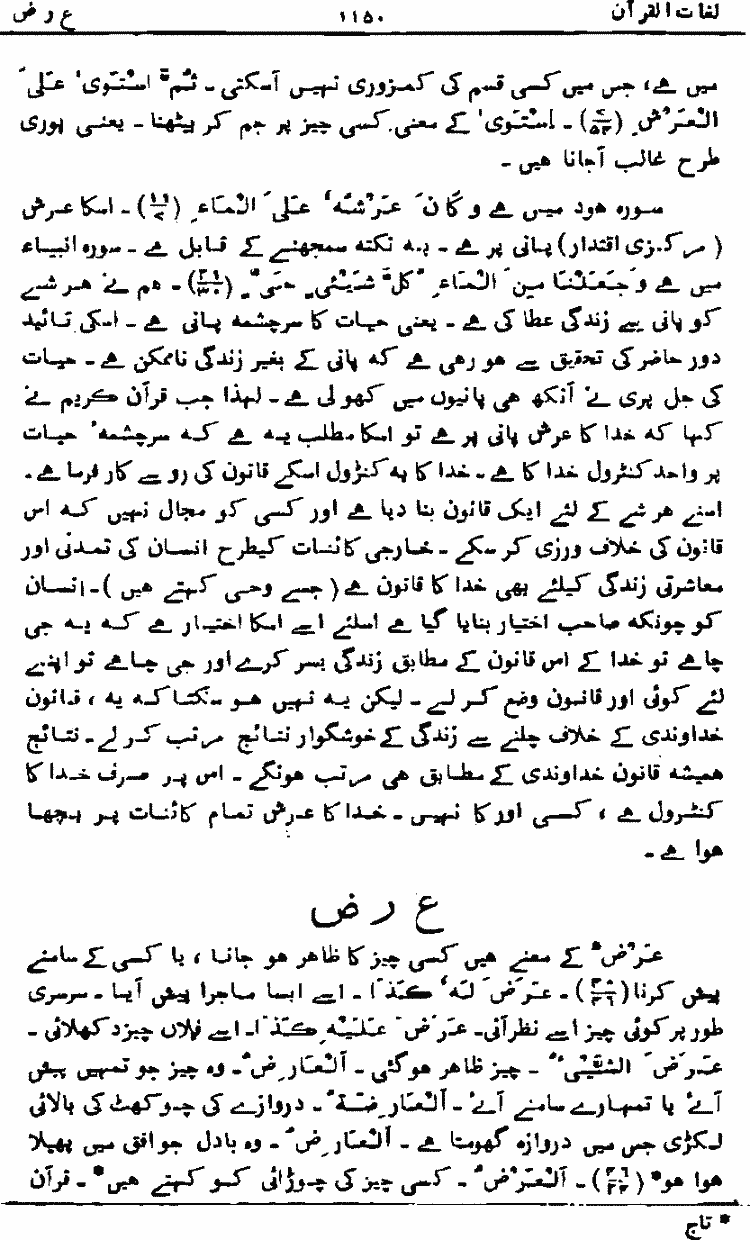 لغات القرآن ۱۱۵۰ ع ر ض
میں ہے، جس میں کسی قسم کی کمزوری نہیں آسکتی - ثُمَّ اسْتَوىٰ عَلَی
الْعَرْشِ (۷/۵۴) - اِسْتَویٰ کے معنی کسی چیز پر جم کر بیٹھنا - یعنی پوری
طرح غالب آجانا ھیں -
سورہ ھود میں ہے وَ كَانَ عَرْشُهٗ عَلَی الْمَاءِ (۱۱/۷) - اسکا عرش
(مرکزی اقتدار) پانی پر ہے - یہ نکتہ سمجھنے کے قابل ہے - سورہ انبیاء
میں ہے وَ جَعَلْنَا مِنَ الْمَاءِ كُلَّ شَیْئٍی حَیٍّ (۲۱/۳۰) - ھم نے ھر شے
کو پانی سے زندگی عطا کی ہے - یعنی حیات کا سرچشمہ پانی ہے - اسکی تائید
دور حاضر کی تحقیق سے ھو رھی ہے کہ پانی کے بغیر زندگی ناممکن ہے - حیات
کی جل پری نے آنکھ ھی پانیوں میں کھولی ہے - لہذا جب قرآن کریم نے
کہا کہ خدا کا عرش پانی پر ہے تو اسکا مطلب یہ ہے کہ سرچشمہٴ حیات
پر واحد کنٹرول خدا کا ہے - خدا کا یہ کنٹرول اسکے قانون کی رو سے کار فرما ہے -
اسنے ھر شے کے لئے ایک قانون بنا دیا ہے اور کسی کو مجال نہیں کہ اس
قانون کی خلاف ورزی کر سکے - خارجی کائنات کیطرح انسان کی تمدنی اور
معاشرتی زندگی کیلئے بھی خدا کا قانون ہے (جسے وحی کہتے ھیں) - انسان
کو چونکہ صاحب اختیار بنایا گیا ہے اسلئے اسے اسکا اختیار ہے کہ یہ جی
چاہے تو خدا کے اس قانون کے مطابق زندگی بسر کرے اور جی چاہے تو اپنے
لئے کوئی اور قانون وضع کر لے - لیکن یہ نہیں ھو سکتا کہ یہ ، قانون
خداوندی کے خلاف چلنے سے زندگی کے خوشگوار نتائج مرتب کر لے - نتائج
ھمیشہ قانون خداوندی کے مطابق ھی مرتب ھونگے - اس پر صرف خدا کا
کنٹرول ہے ، کسی اور کا نہیں - خدا کا عرش تمام کائنات پر بچھا
ھوا ہے -
ع ر ض
عَرْضٌ کے معنے ھیں کسی چیز کا ظاھر ھو جانا ، یا کسی کے سامنے
پیش کرنا - عَرَضَ لَهٗ كَذَا - اسے ایسا ماجرا پیش آیا - سرسری
طور پر کوئی چیز اسے نظر آئی - عَرَضَ عَلَیْهِ كَذَا - اسے فلاں چیز دکھلائی -
عَرَضَ الشَّیْئیُ - چیز ظاھر ھوگئی - اَلْعَارِضُ - وہ چیز جو تمہیں پیش
آئے یا تمہارے سامنے آئے - اَلْعَارِضَةُ - دروازے کی چوکھٹ کی بالائی
لکڑی جس میں دروازہ گھومتا ہے - اَلْعَارِضُ - وہ بادل جو افق میں پھیلا
ھوا ھو* - اَلْعَرْضُ - کسی چیز کی چوڑائی کو کہتے ھیں* - قرآن
* تاج